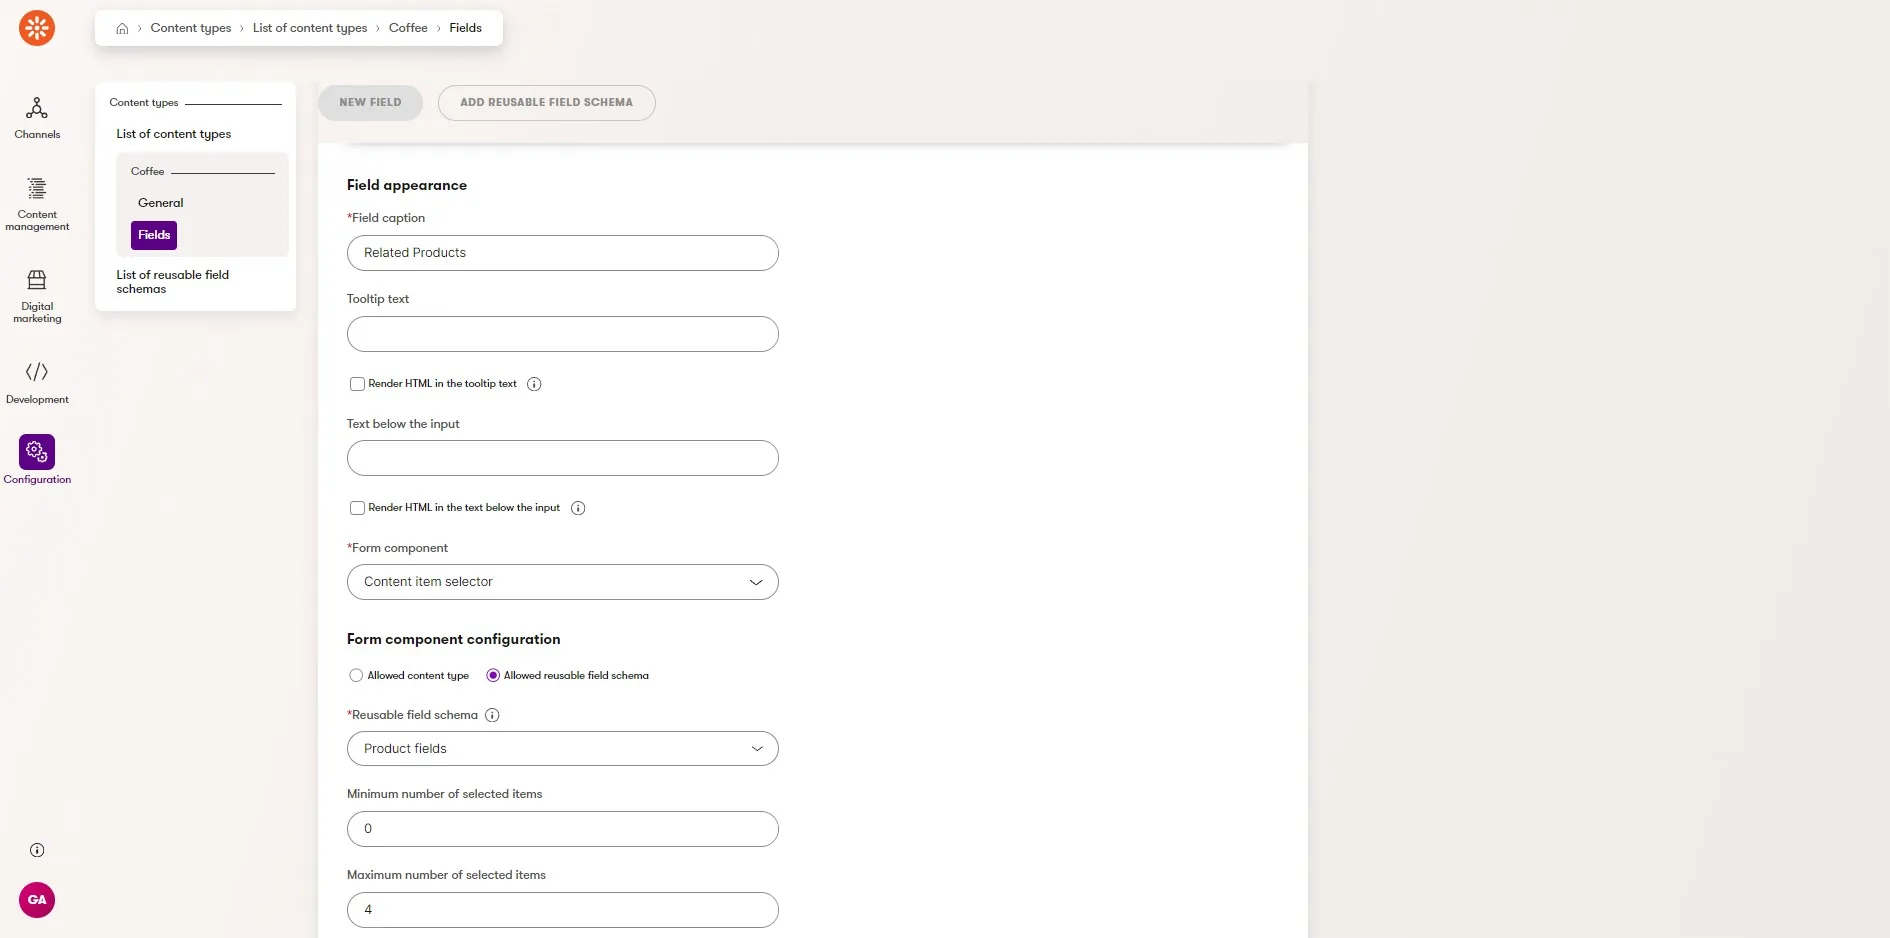 Content types › List of content types › Coffee › Fields
Channels
Content
management
Digital
marketing
Development
Configuration
GA
Content types
List of content types
Coffee
General
Fields
List of reusable field
schemas
NEW FIELD
ADD REUSABLE FIELD SCHEMA
Field appearance
*Field caption
Related Products
Tooltip text
Render HTML in the tooltip text
Text below the input
Render HTML in the text below the input
*Form component
Content item selector
Form component configuration
Allowed content type
Allowed reusable field schema
*Reusable field schema
Product fields
Minimum number of selected items
0
Maximum number of selected items
4